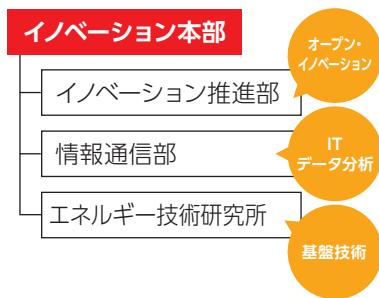 イノベーション本部
オープン・
イノベーション
イノベーション推進部
IT
データ分析
情報通信部
エネルギー技術研究所
基盤技術